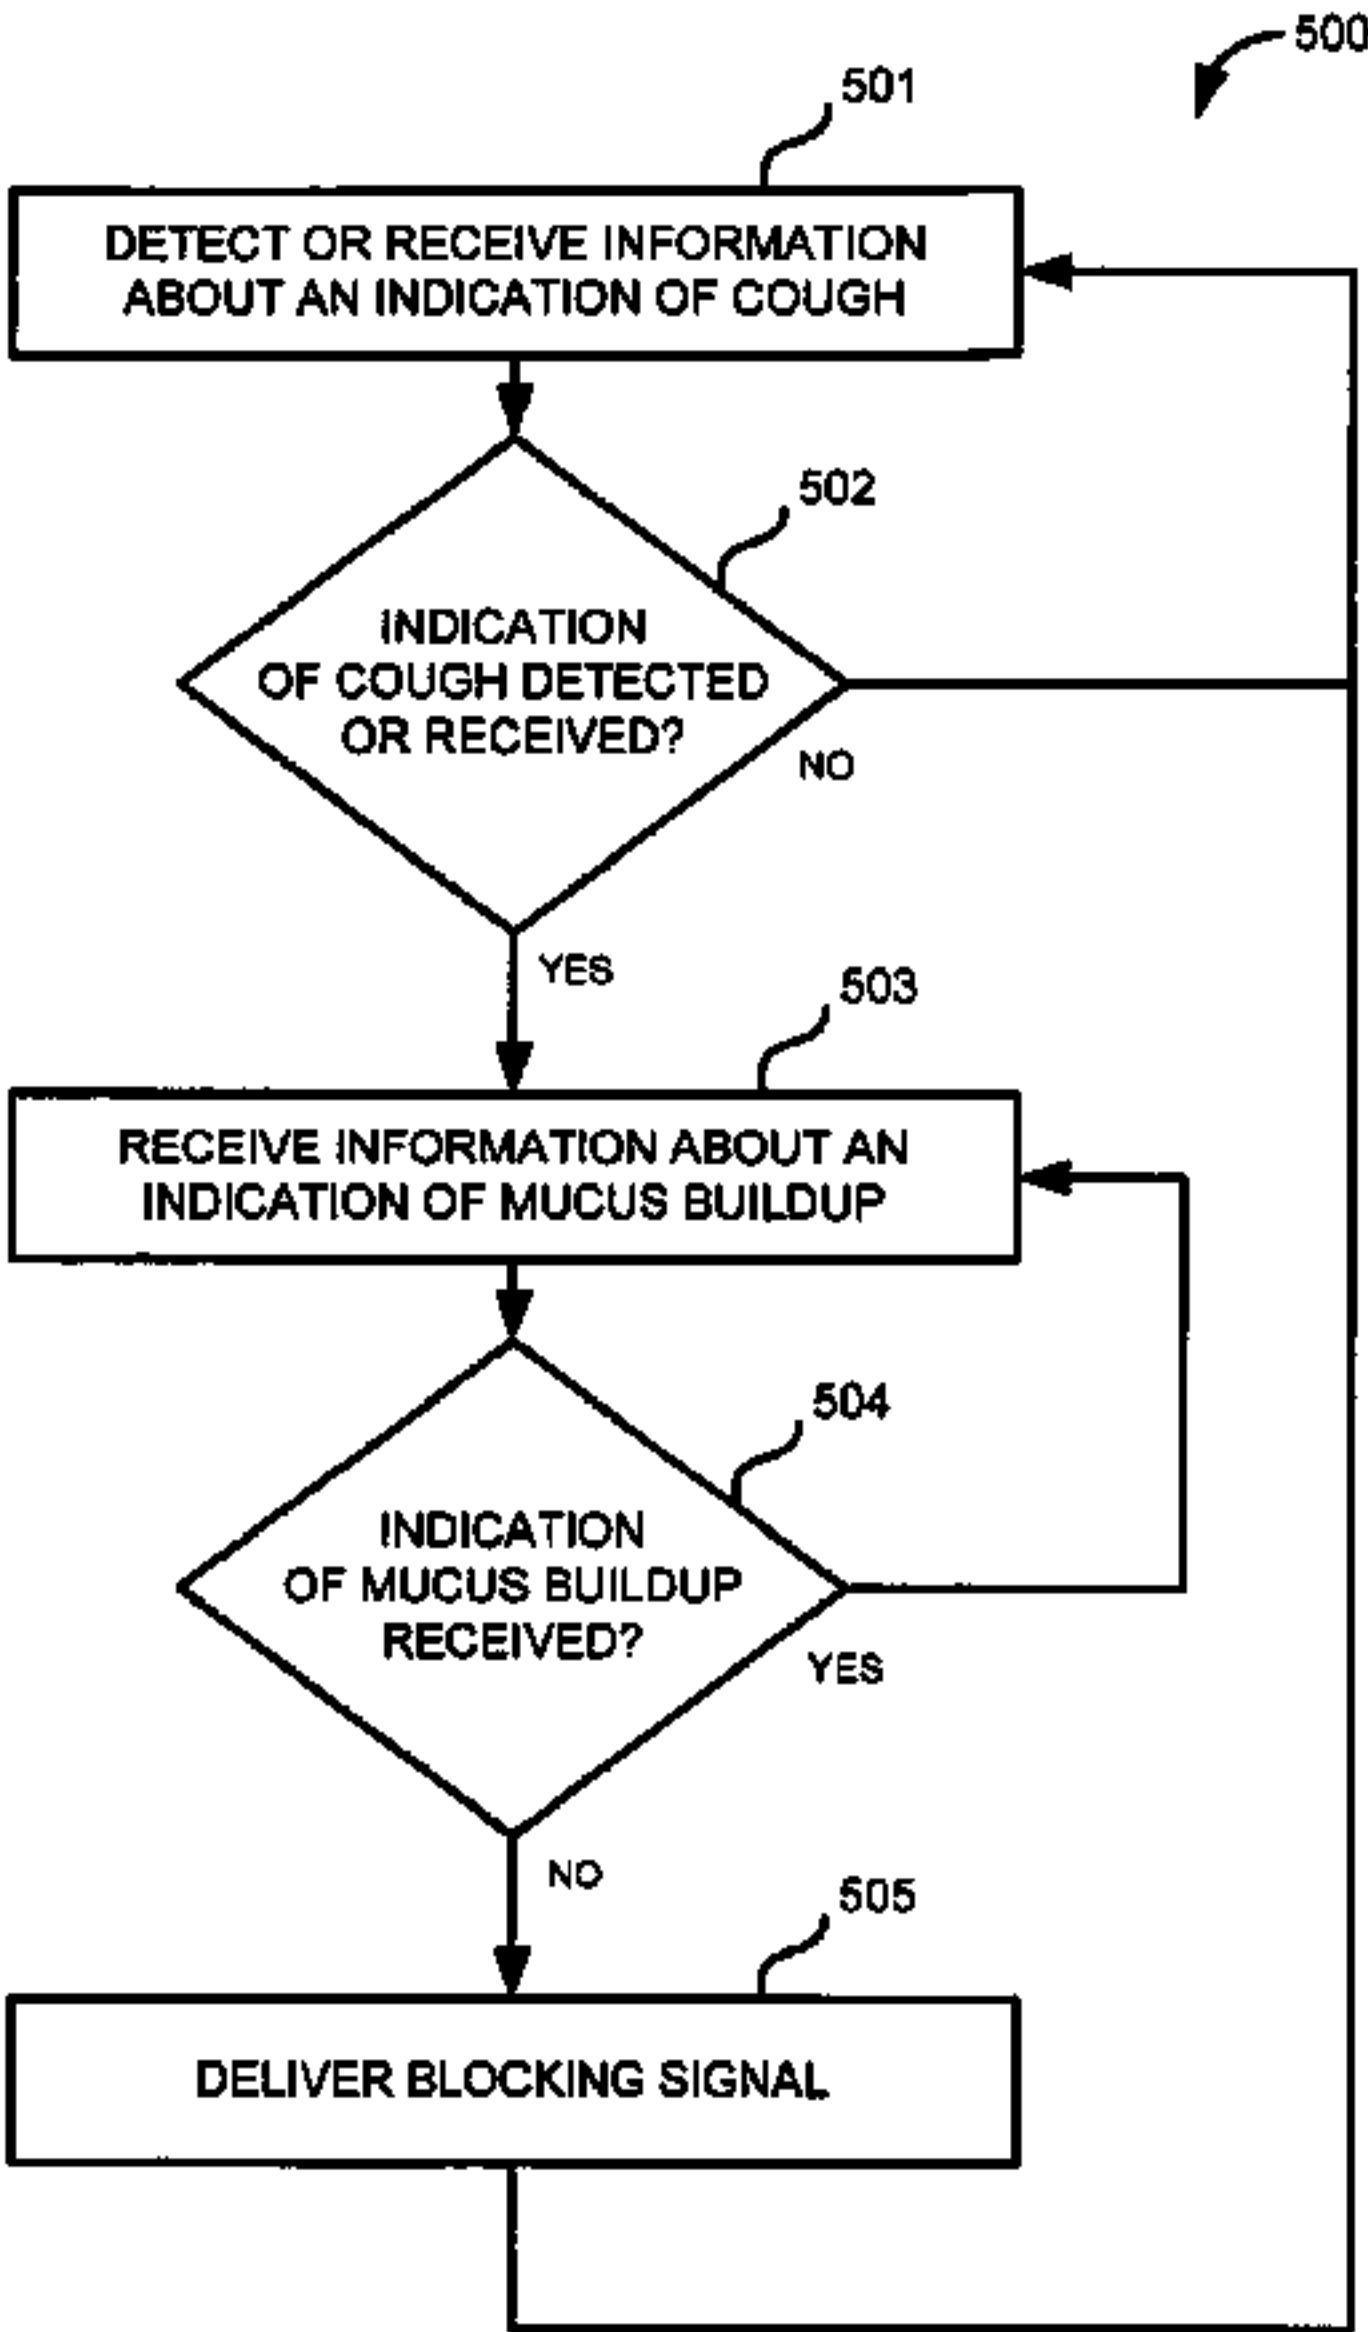 500
501
DETECT OR RECEIVE INFORMATION
ABOUT AN INDICATION OF COUGH
502
INDICATION
OF COUGH DETECTED
OR RECEIVED?
NO
YES
503
RECEIVE INFORMATION ABOUT AN
INDICATION OF MUCUS BUILDUP
504
INDICATION
OF MUCUS BUILDUP
RECEIVED?
YES
NO
505
DELIVER BLOCKING SIGNAL